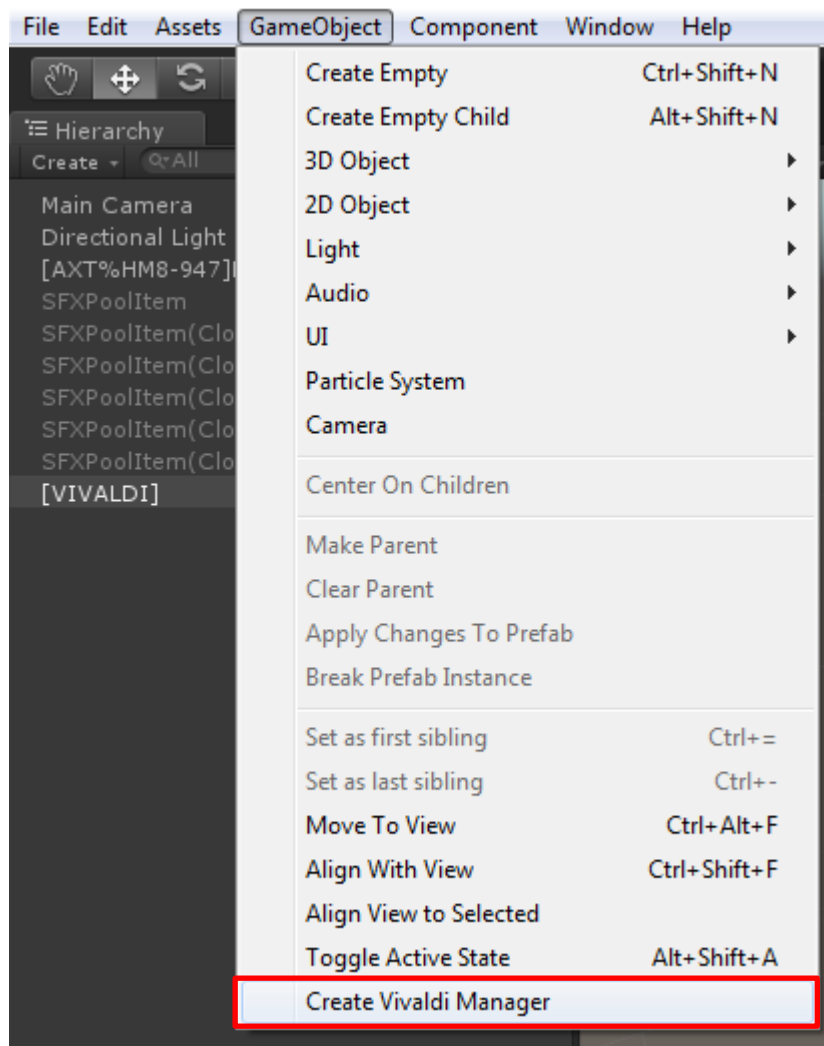 File Edit Assets GameObject Component Window Help
Hierarchy
Create All
Main Camera
Directional Light
[AXT%HM8-947]
SFXPoolItem
SFXPoolItem(Clo
SFXPoolItem(Clo
SFXPoolItem(Clo
SFXPoolItem(Clo
SFXPoolItem(Clo
[VIVALDI]
Create Empty Ctrl+Shift+N
Create Empty Child Alt+Shift+N
3D Object
2D Object
Light
Audio
UI
Particle System
Camera
Center On Children
Make Parent
Clear Parent
Apply Changes To Prefab
Break Prefab Instance
Set as first sibling Ctrl+=
Set as last sibling Ctrl+-
Move To View Ctrl+Alt+F
Align With View Ctrl+Shift+F
Align View to Selected
Toggle Active State Alt+Shift+A
Create Vivaldi Manager